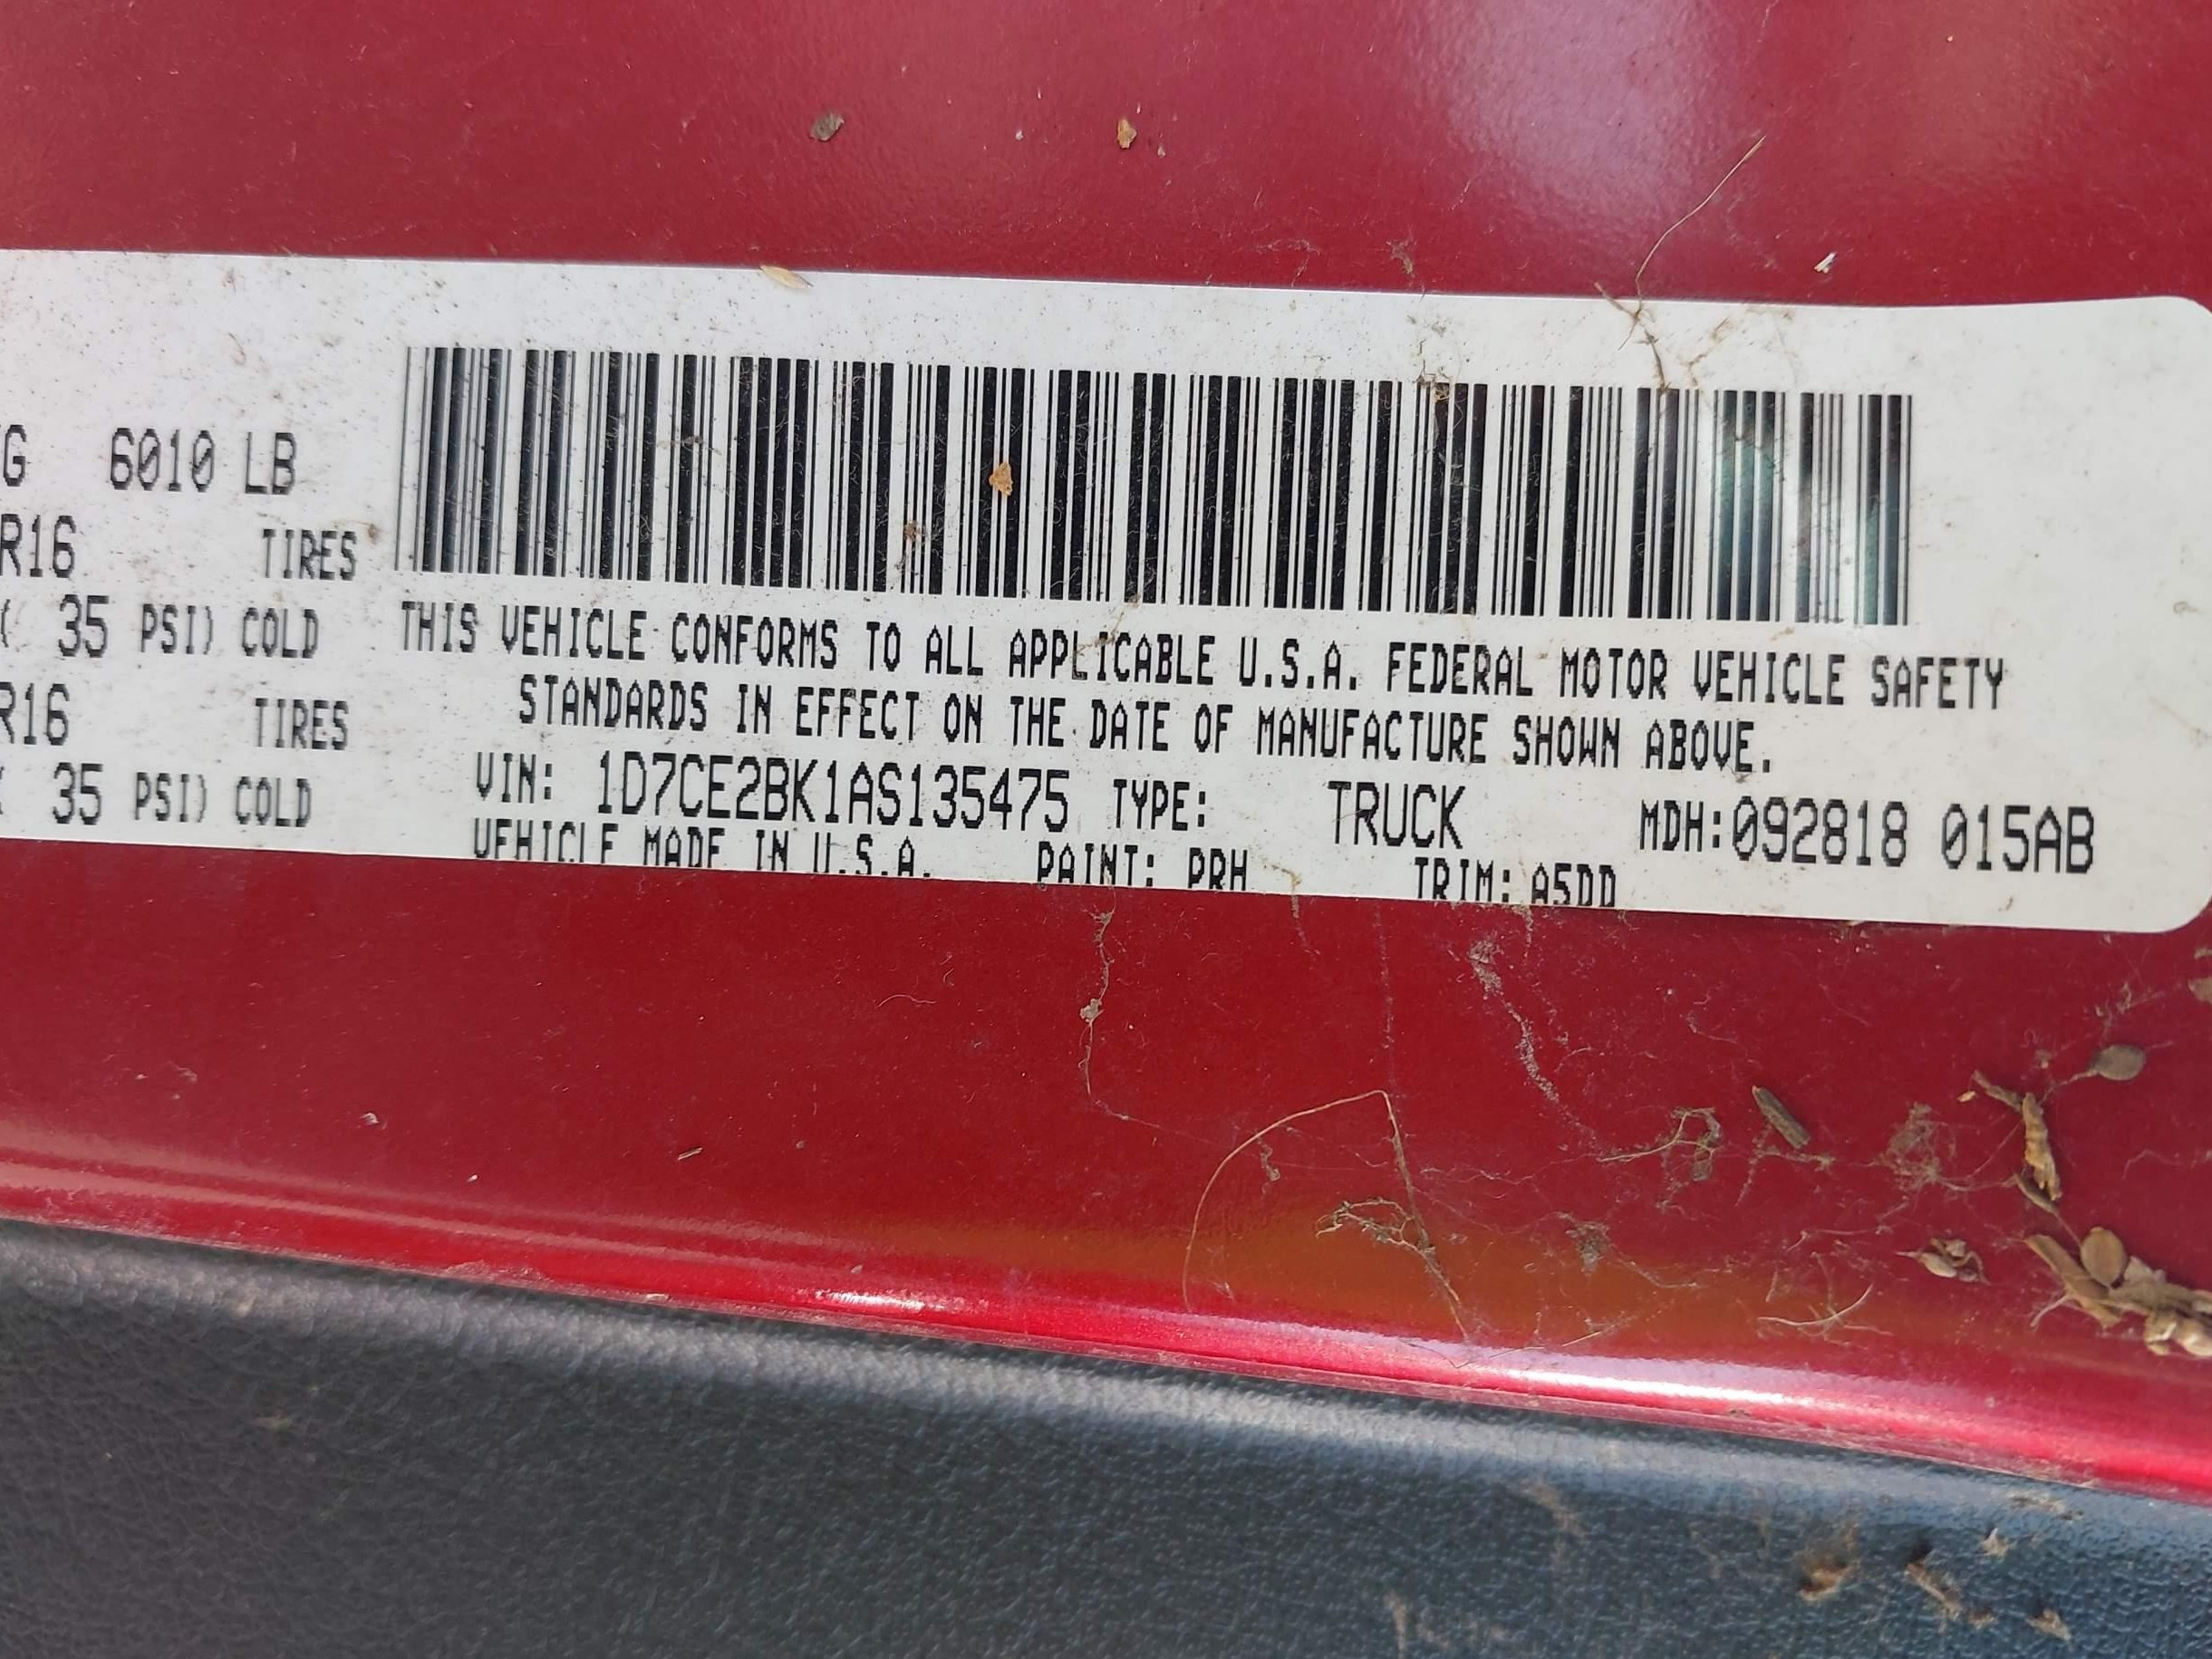 G 6010 LB
R16 TIRES
( 35 PSI) COLD
R16 TIRES
35 PSI) COLD
THIS VEHICLE CONFORMS TO ALL APPLICABLE U.S.A. FEDERAL MOTOR VEHICLE SAFETY
STANDARDS IN EFFECT ON THE DATE OF MANUFACTURE SHOWN ABOVE.
VIN: 1D7CE2BK1AS135475 TYPE: TRUCK MDH:092818 015AB
VEHICLE MADE IN U.S.A. PAINT: PRH TRIM: A5DD